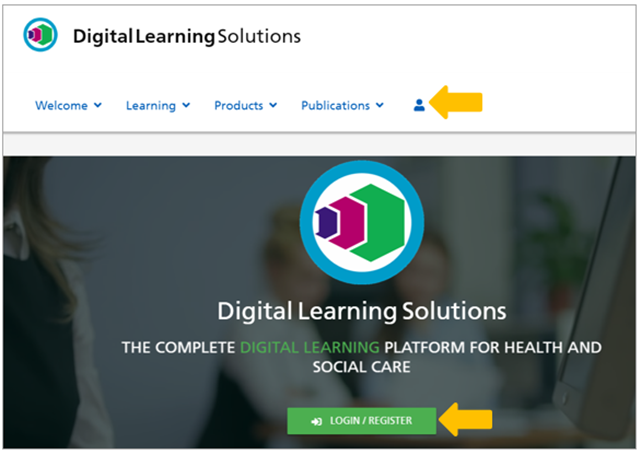 Digital Learning Solutions
Welcome Learning Products Publications
Digital Learning Solutions
THE COMPLETE DIGITAL LEARNING PLATFORM FOR HEALTH AND
SOCIAL CARE
LOGIN / REGISTER